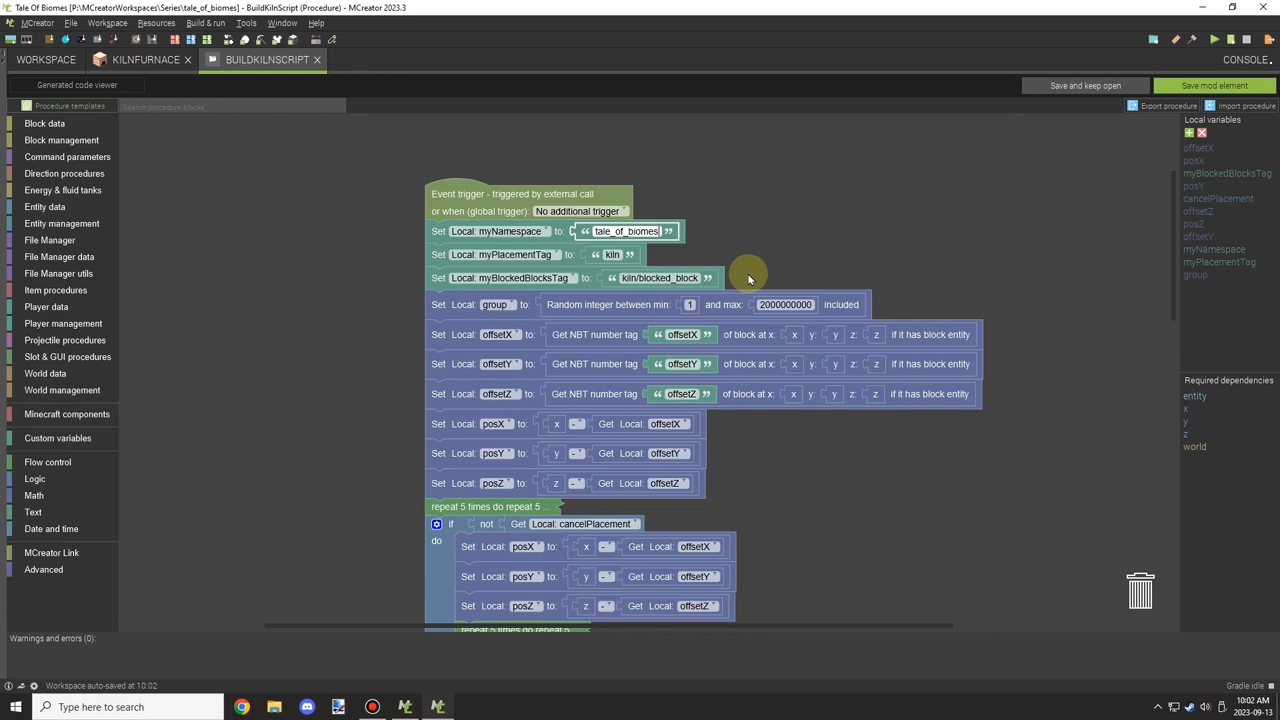 Tale Of Biomes [P:\MCreatorWorkspaces\Series\tale_of_biomes] - BuildKilnScript (Procedure) - MCreator 2023.3
MCreator File Workspace Resources Build & run Tools Window Help
WORKSPACE KILNFURNACE BUILDKILNSCRIPT CONSOLE
Generated code viewer Save and keep open Save mod element
Procedure templates Search procedure blocks Export procedure Import procedure
Block data
Block management
Command parameters
Direction procedures
Energy & fluid tanks
Entity data
Entity management
File Manager
File Manager data
File Manager utils
Item procedures
Player data
Player management
Projectile procedures
Slot & GUI procedures
World data
World management
Minecraft components
Custom variables
Flow control
Logic
Math
Text
Date and time
MCreator Link
Advanced
Event trigger - triggered by external call
or when (global trigger): No additional trigger
Set Local: myNamespace to: “ tale_of_biomes ”
Set Local: myPlacementTag to: “ kiln ”
Set Local: myBlockedBlocksTag to: “ kiln/blocked_block ”
Set Local: group to: Random integer between min: 1 and max: 2000000000 included
Set Local: offsetX to: Get NBT number tag “ offsetX ” of block at x: x y: y z: z if it has block entity
Set Local: offsetY to: Get NBT number tag “ offsetY ” of block at x: x y: y z: z if it has block entity
Set Local: offsetZ to: Get NBT number tag “ offsetZ ” of block at x: x y: y z: z if it has block entity
Set Local: posX to: x - Get Local: offsetX
Set Local: posY to: y - Get Local: offsetY
Set Local: posZ to: z - Get Local: offsetZ
repeat 5 times do repeat 5 ...
if not Get Local: cancelPlacement
do
Set Local: posX to: x - Get Local: offsetX
Set Local: posY to: y - Get Local: offsetY
Set Local: posZ to: z - Get Local: offsetZ
repeat 5 times do repeat 5 ...
Local variables
offsetX
posX
myBlockedBlocksTag
posY
cancelPlacement
offsetZ
posZ
offsetY
myNamespace
myPlacementTag
group
Required dependencies
entity
x
y
z
world
Warnings and errors (0):
Workspace auto-saved at 10:02 Gradle idle
Type here to search
10:02 AM
2023-09-13